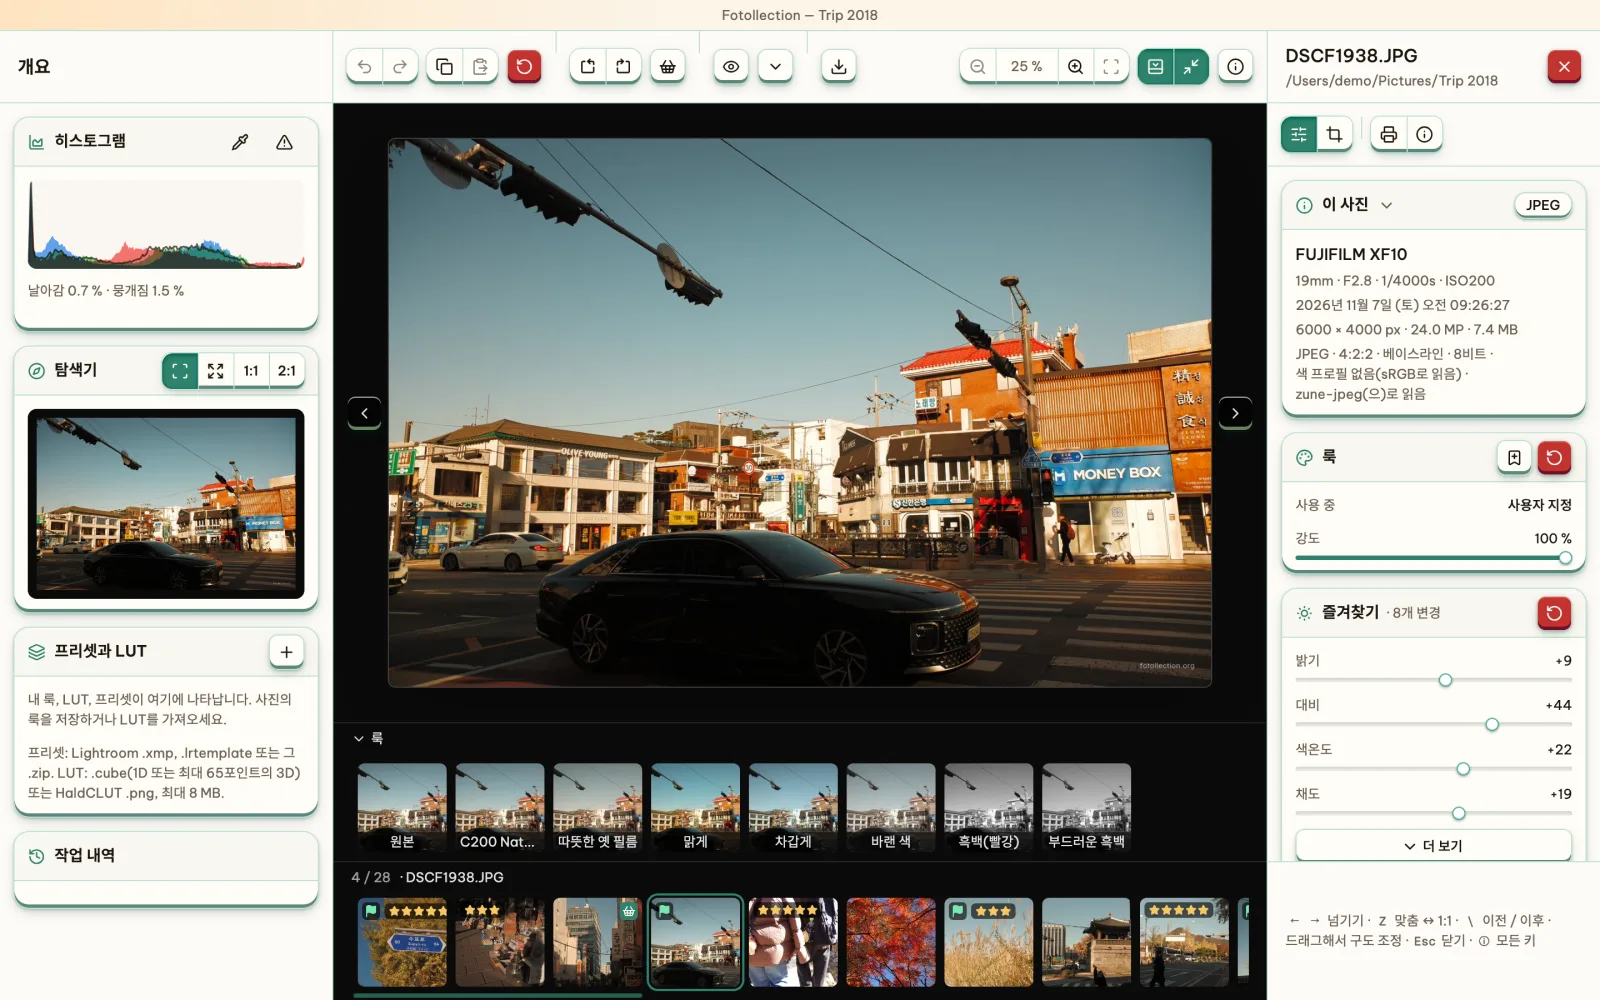 Fotollection — Trip 2018
개요
25 %
DSCF1938.JPG
/Users/demo/Pictures/Trip 2018
히스토그램
날아감 0.7 % · 뭉개짐 1.5 %
탐색기
1:1
2:1
프리셋과 LUT
내 룩, LUT, 프리셋이 여기에 나타납니다. 사진의
룩을 저장하거나 LUT를 가져오세요.
프리셋: Lightroom .xmp, .lrtemplate 또는 그
.zip. LUT: .cube(1D 또는 최대 65포인트의 3D)
또는 HaldCLUT .png, 최대 8 MB.
작업 내역
OLIVE YOUNG
노래방
MONEY BOX
신한은행
精
誠
食
fotollection.org
룩
원본
C200 Nat...
따뜻한 옛 필름
맑게
차갑게
바랜 색
흑백(빨강)
부드러운 흑백
4 / 28 · DSCF1938.JPG
이 사진
JPEG
FUJIFILM XF10
19mm · F2.8 · 1/4000s · ISO200
2026년 11월 7일 (토) 오전 09:26:27
6000 × 4000 px · 24.0 MP · 7.4 MB
JPEG · 4:2:2 · 베이스라인 · 8비트 ·
색 프로필 없음(sRGB로 읽음) ·
zune-jpeg(으)로 읽음
룩
사용 중
사용자 지정
강도
100 %
즐겨찾기 · 8개 변경
밝기
+9
대비
+44
색온도
+22
채도
+19
더 보기
← → 넘기기 · Z 맞춤 ↔ 1:1 · \ 이전 / 이후 ·
드래그해서 구도 조정 · Esc 닫기 · ⓘ 모든 키